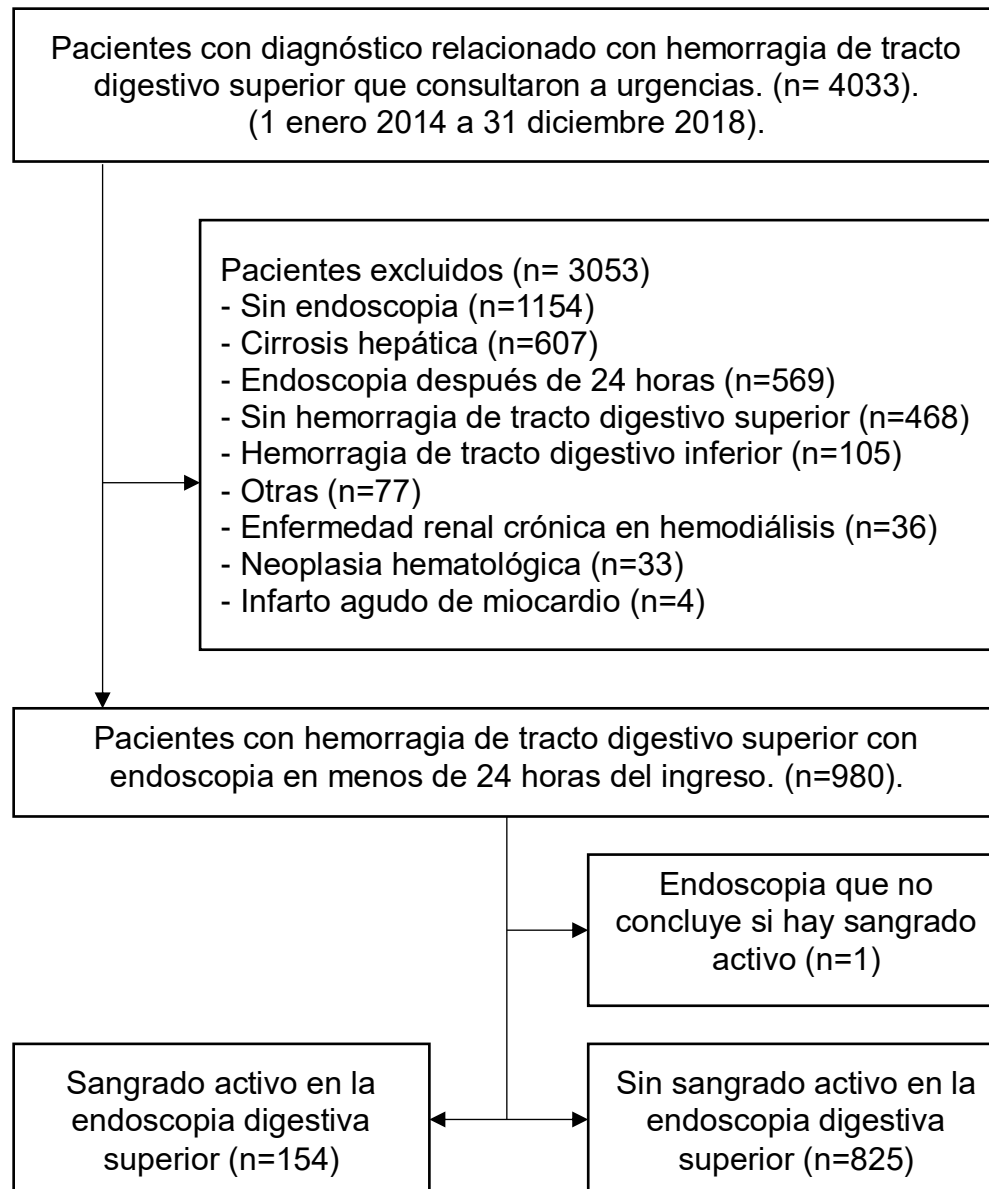 Pacientes con diagnóstico relacionado con hemorragia de tracto
digestivo superior que consultaron a urgencias. (n= 4033).
(1 enero 2014 a 31 diciembre 2018).
Pacientes excluidos (n= 3053)
- Sin endoscopia (n=1154)
- Cirrosis hepática (n=607)
- Endoscopia después de 24 horas (n=569)
- Sin hemorragia de tracto digestivo superior (n=468)
- Hemorragia de tracto digestivo inferior (n=105)
- Otras (n=77)
- Enfermedad renal crónica en hemodiálisis (n=36)
- Neoplasia hematológica (n=33)
- Infarto agudo de miocardio (n=4)
Pacientes con hemorragia de tracto digestivo superior con
endoscopia en menos de 24 horas del ingreso. (n=980).
Endoscopia que no
concluye si hay sangrado
activo (n=1)
Sangrado activo en la
endoscopia digestiva
superior (n=154)
Sin sangrado activo en la
endoscopia digestiva
superior (n=825)